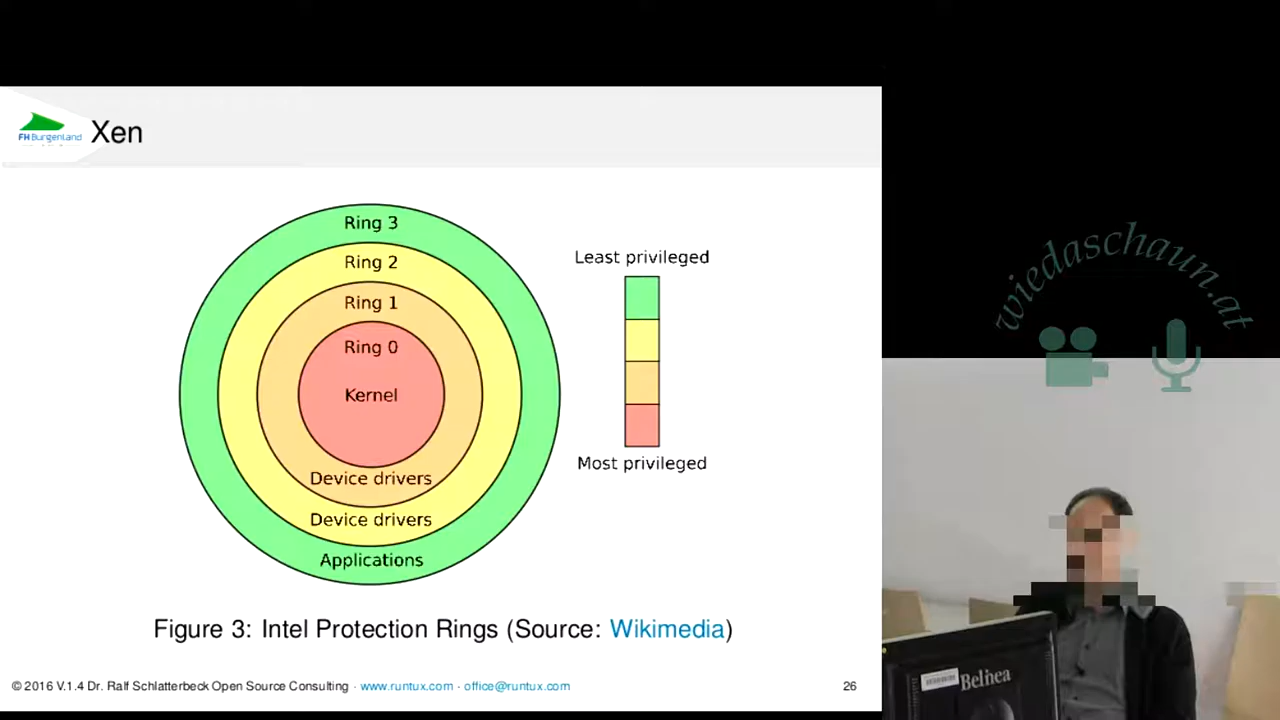 FH Burgenland
Xen
Ring 3
Ring 2
Ring 1
Ring 0
Kernel
Device drivers
Device drivers
Applications
Least privileged
Most privileged
Figure 3: Intel Protection Rings (Source: Wikimedia)
© 2016 V.1.4 Dr. Ralf Schlatterbeck Open Source Consulting · www.runtux.com · office@runtux.com
26
wiedaschaun.at
Belinea